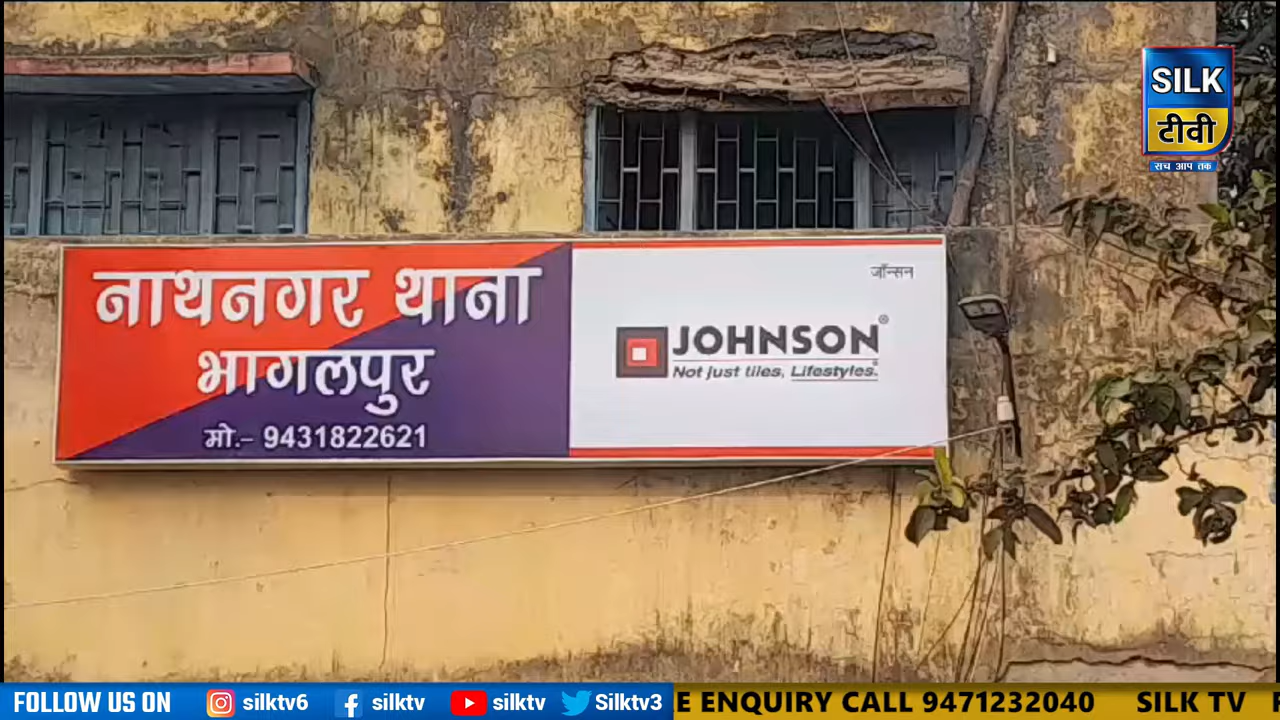 SILK
टीवी
सच आप तक
नाथनगर थाना
भागलपुर
मो.- 9431822621
जॉन्सन
JOHNSON®
Not just tiles, Lifestyles.®
FOLLOW US ON silktv6 silktv silktv Silktv3 E ENQUIRY CALL 9471232040 SILK TV